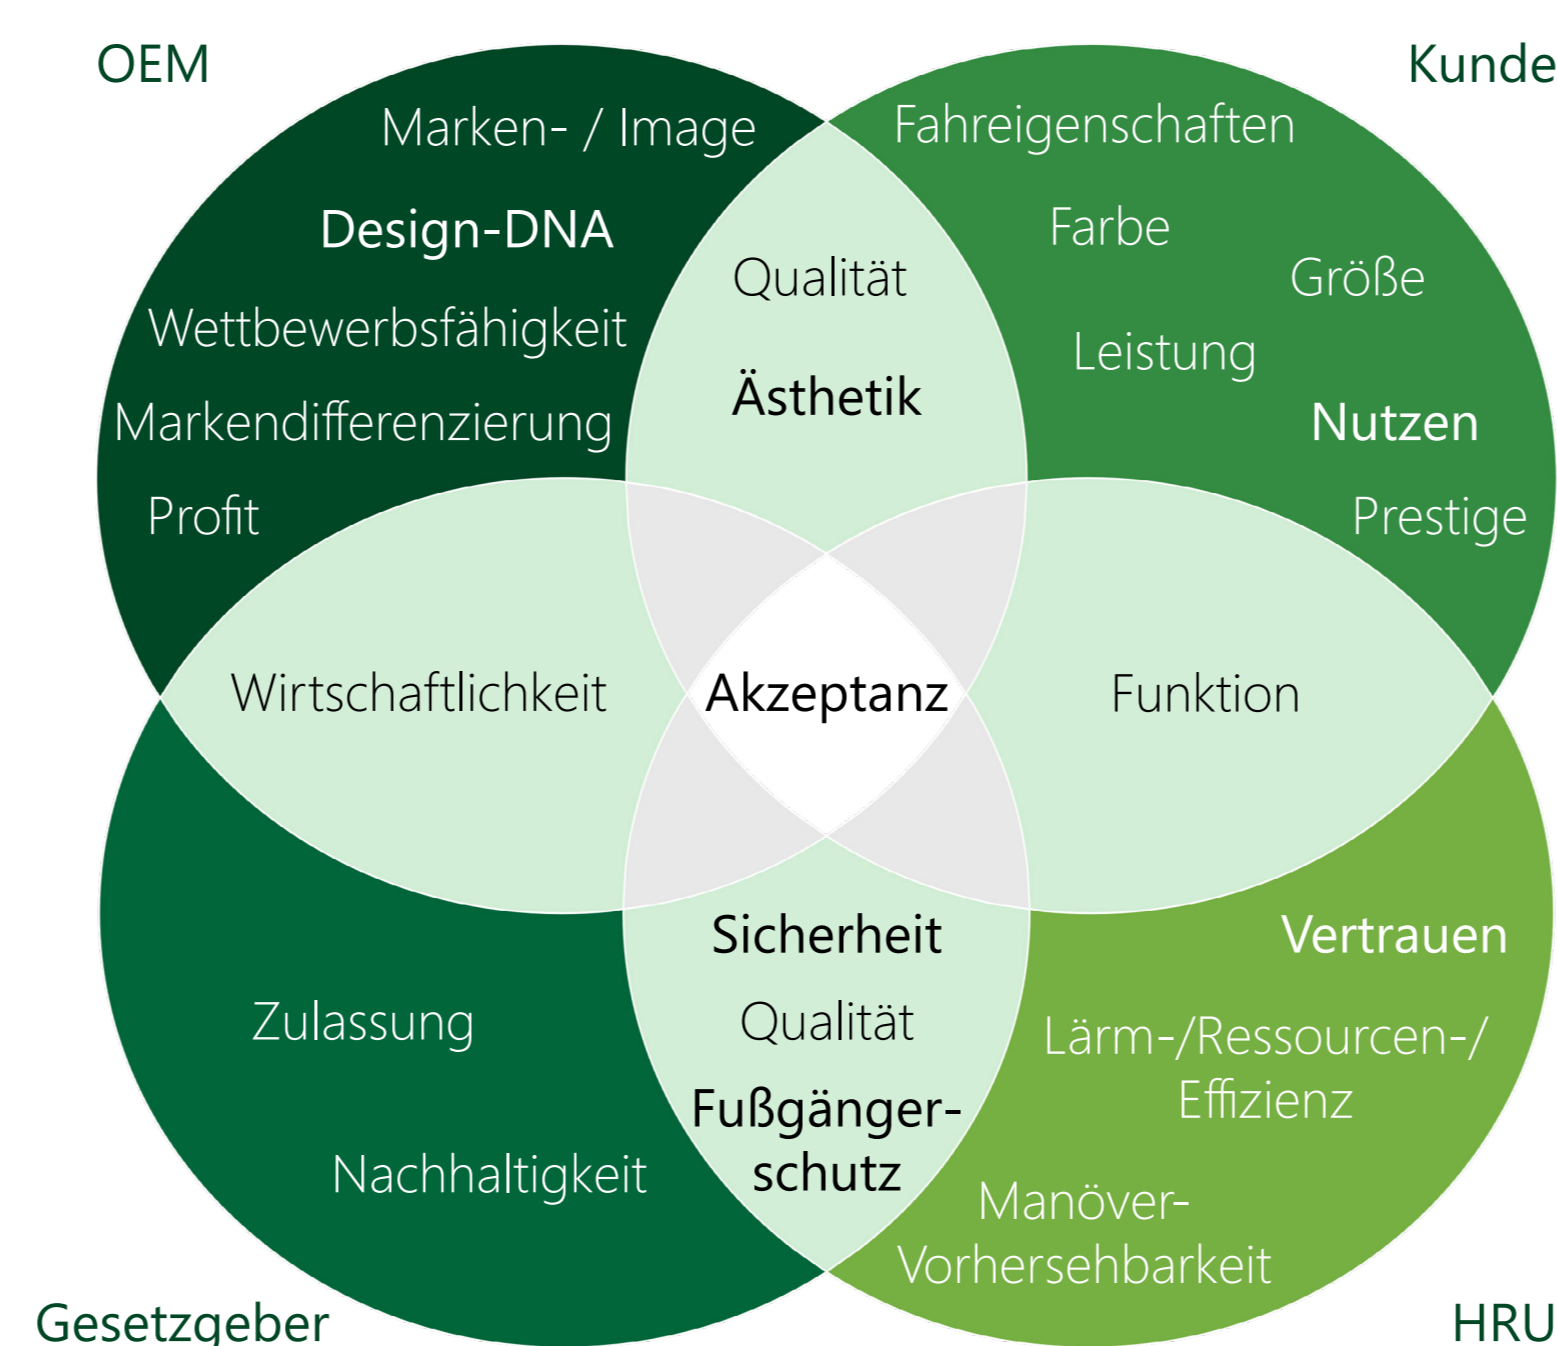 OEM
Kunde
Marken- / Image
Design-DNA
Wettbewerbsfähigkeit
Markendifferenzierung
Profit
Qualität
Ästhetik
Fahreigenschaften
Farbe
Größe
Leistung
Nutzen
Prestige
Wirtschaftlichkeit
Akzeptanz
Funktion
Zulassung
Nachhaltigkeit
Sicherheit
Qualität
Fußgänger-
schutz
Vertrauen
Lärm-/Ressourcen-/
Effizienz
Manöver-
Vorhersehbarkeit
Gesetzgeber
HRU